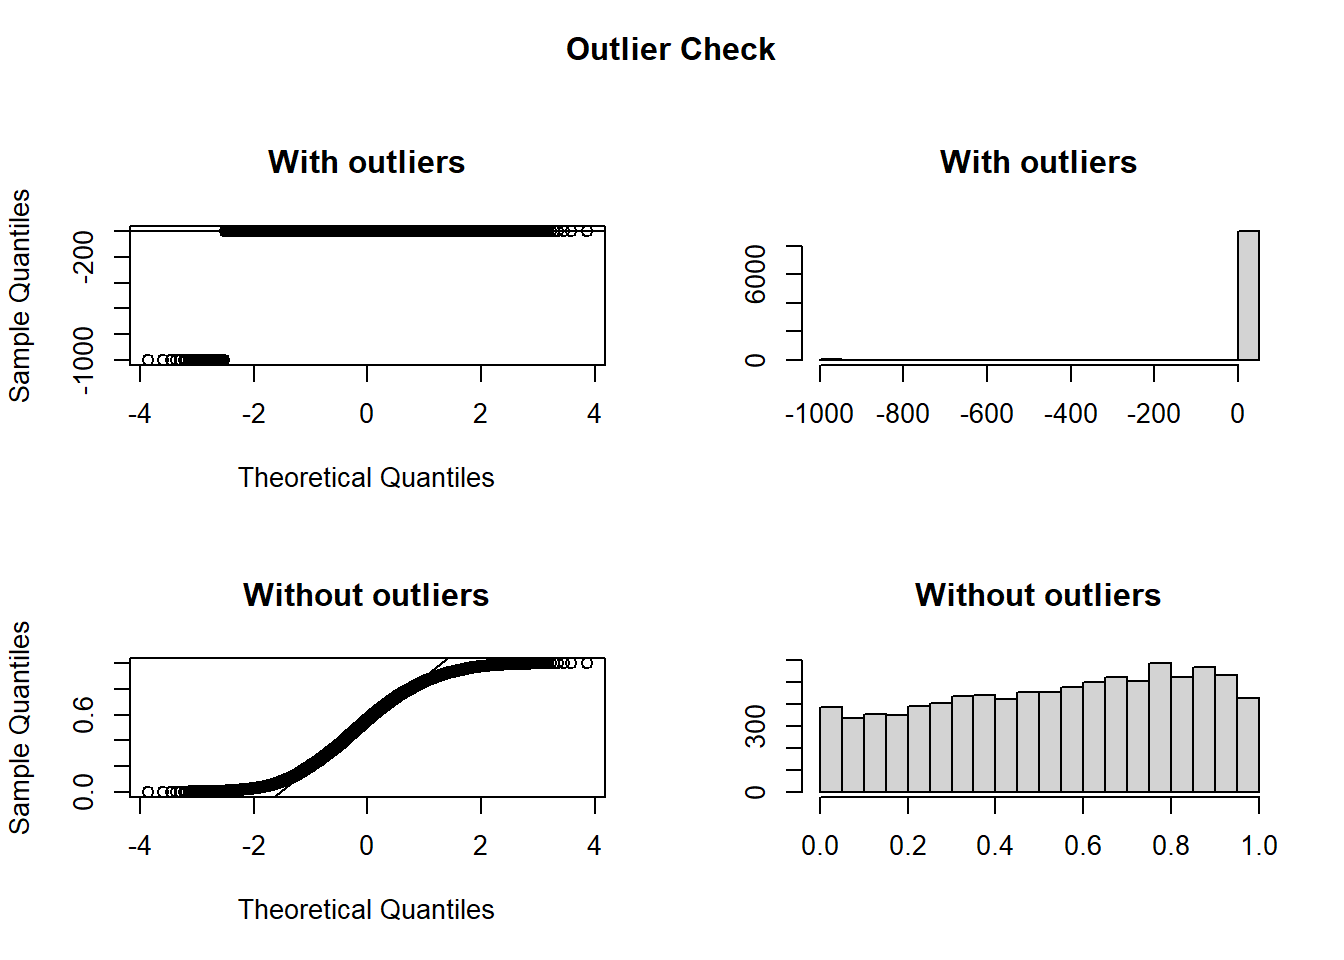 Outlier Check
With outliers
Sample Quantiles
-200
-1000
-4 -2 0 2 4
Theoretical Quantiles
With outliers
6000
0
-1000 -800 -600 -400 -200 0
Without outliers
Sample Quantiles
0.6
0.0
-4 -2 0 2 4
Theoretical Quantiles
Without outliers
300
0
0.0 0.2 0.4 0.6 0.8 1.0